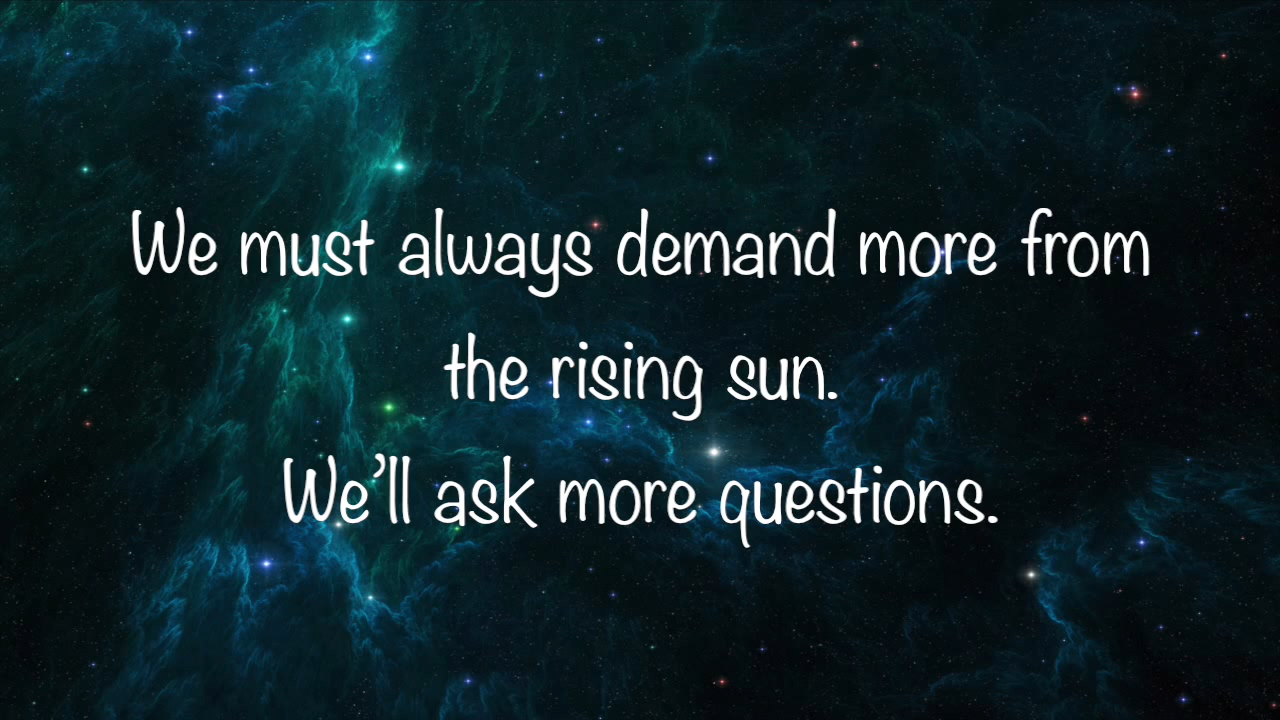 We must always demand more from
the rising sun.
We’ll ask more questions.